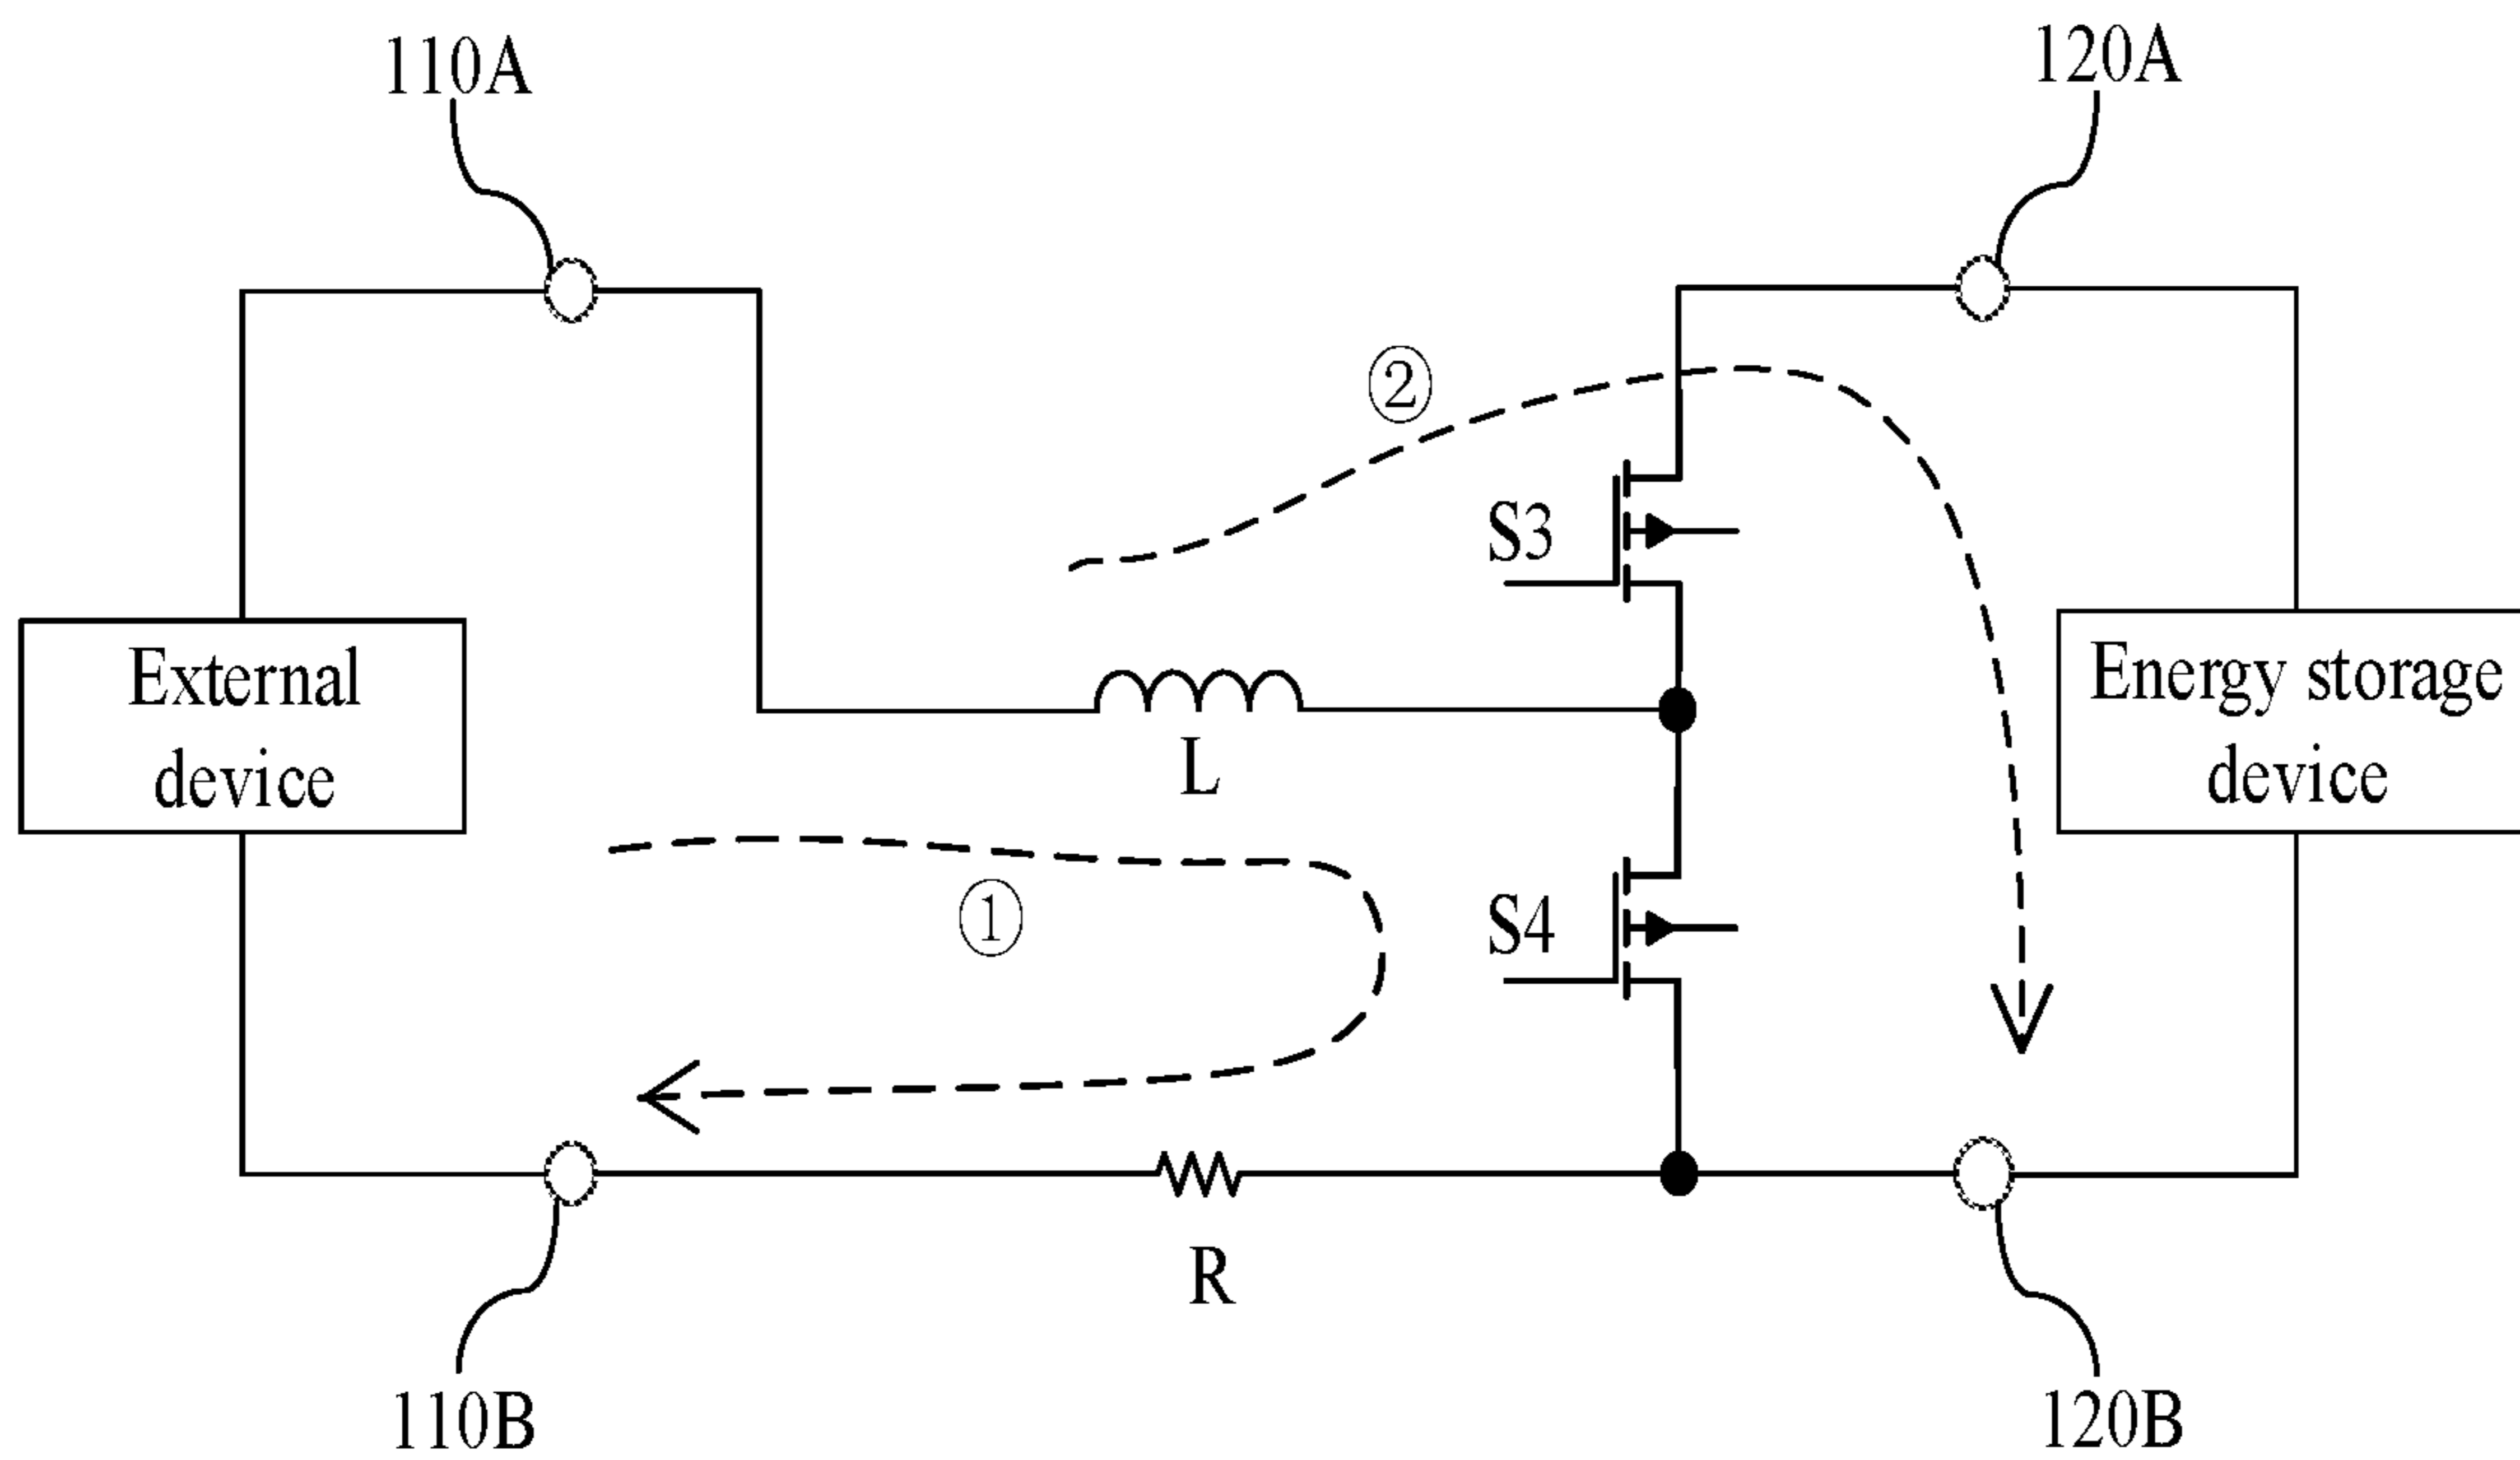 110A
120A
②
S3
External
device
Energy storage
device
L
①
S4
R
110B
120B